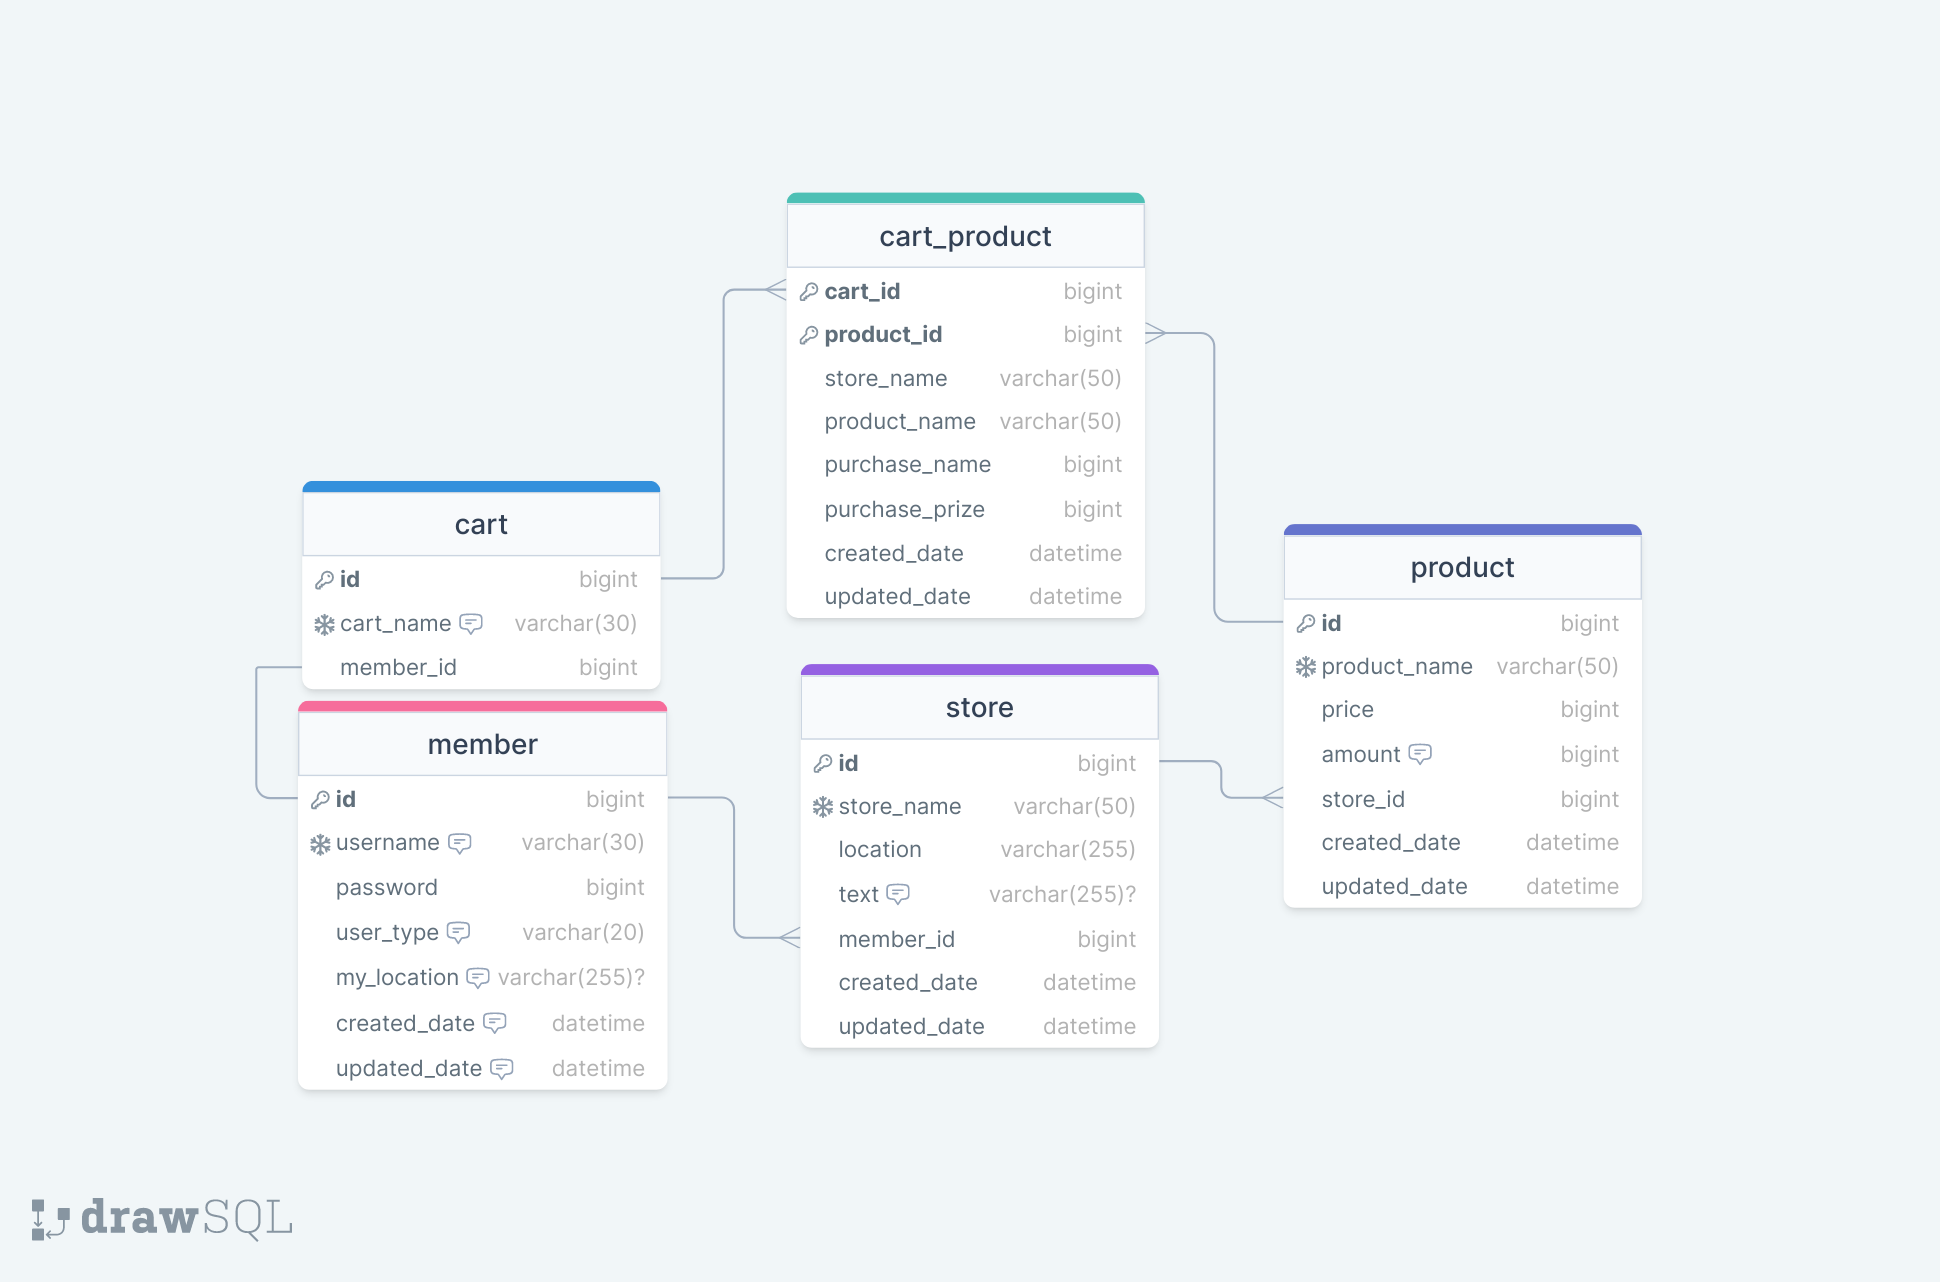 cart_product
cart_id bigint
product_id bigint
store_name varchar(50)
product_name varchar(50)
purchase_name bigint
purchase_prize bigint
created_date datetime
updated_date datetime
cart
id bigint
cart_name varchar(30)
member_id bigint
member
id bigint
username varchar(30)
password bigint
user_type varchar(20)
my_location varchar(255)?
created_date datetime
updated_date datetime
store
id bigint
store_name varchar(50)
location varchar(255)
text varchar(255)?
member_id bigint
created_date datetime
updated_date datetime
product
id bigint
product_name varchar(50)
price bigint
amount bigint
store_id bigint
created_date datetime
updated_date datetime
drawSQL